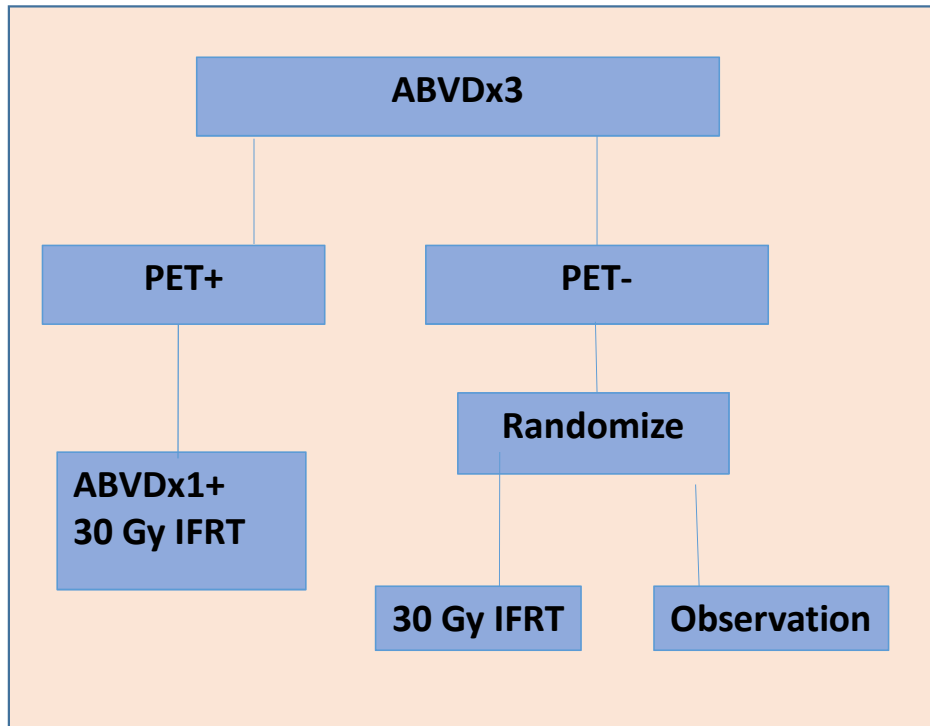 ABVDx3
PET+
PET-
Randomize
ABVDx1+
30 Gy IFRT
30 Gy IFRT
Observation